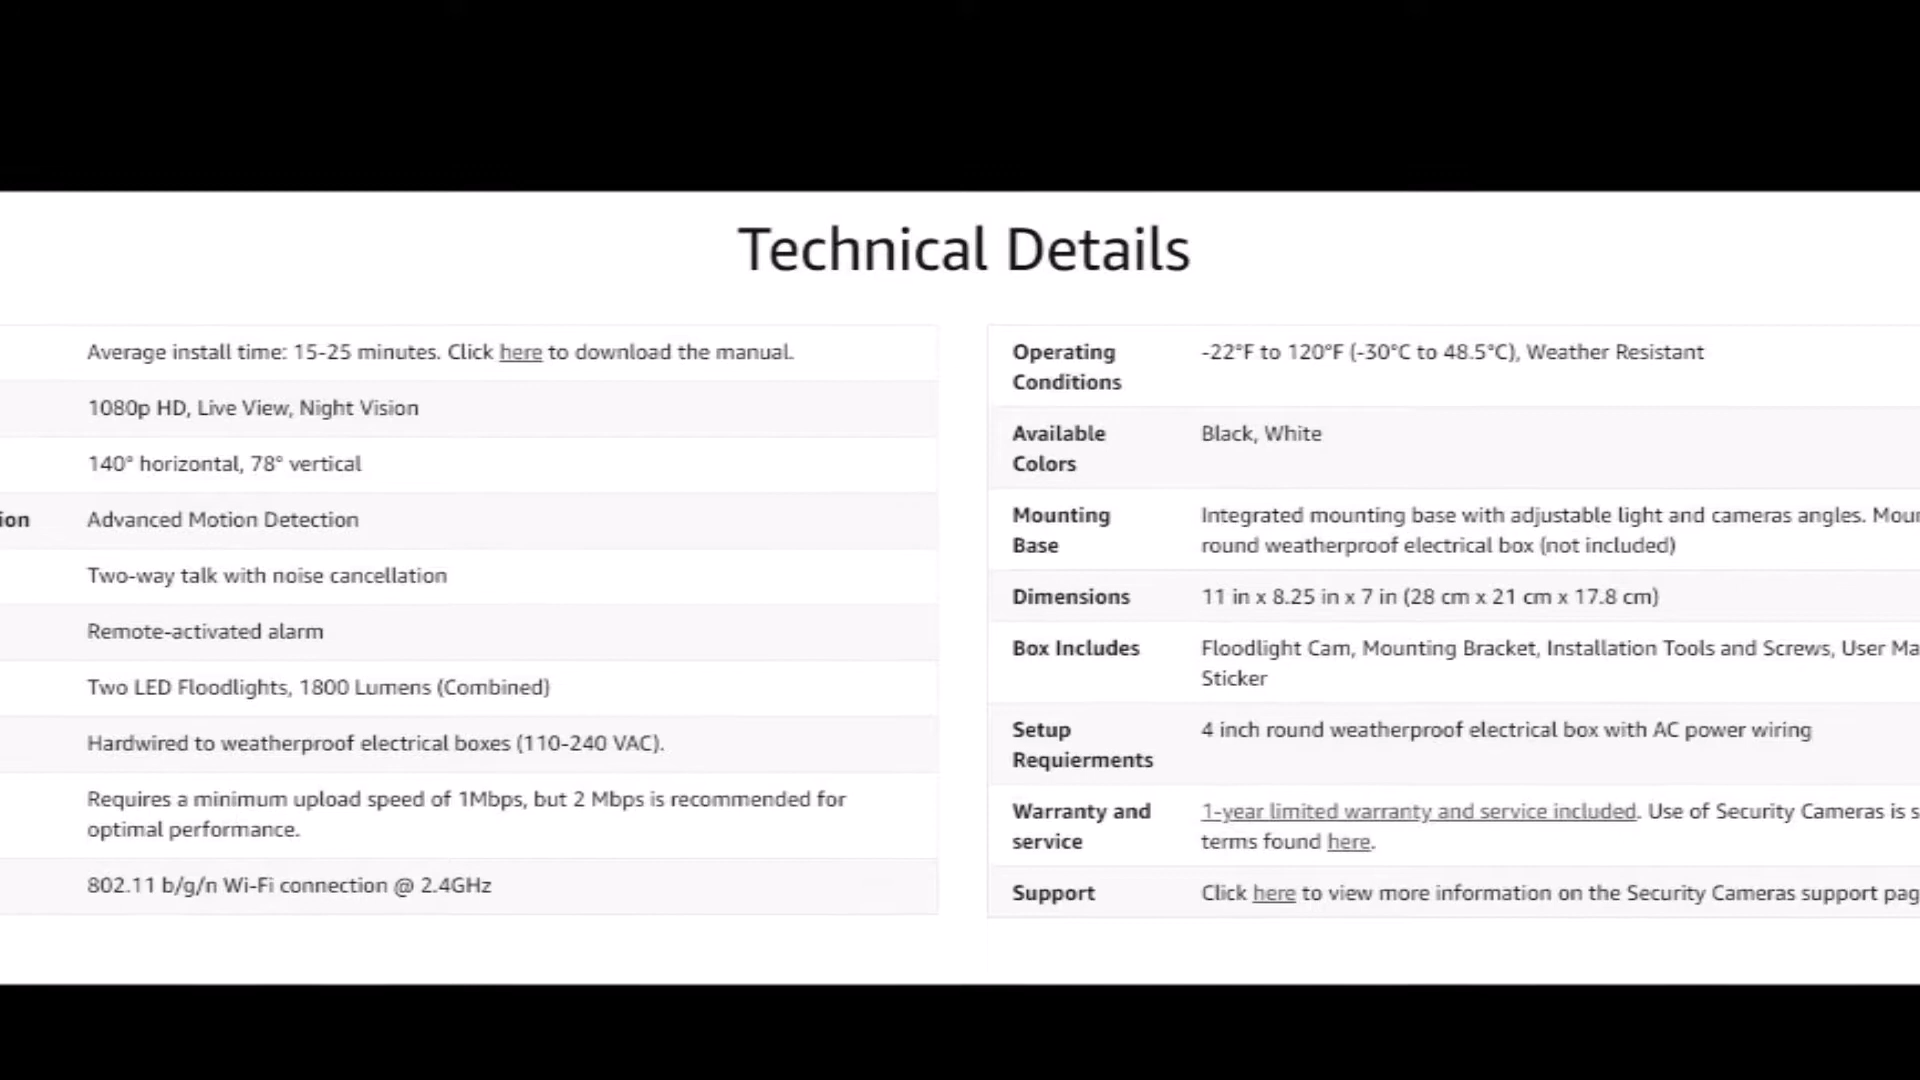 Technical Details
Average install time: 15-25 minutes. Click here to download the manual.
1080p HD, Live View, Night Vision
140° horizontal, 78° vertical
ion Advanced Motion Detection
Two-way talk with noise cancellation
Remote-activated alarm
Two LED Floodlights, 1800 Lumens (Combined)
Hardwired to weatherproof electrical boxes (110-240 VAC).
Requires a minimum upload speed of 1Mbps, but 2 Mbps is recommended for
optimal performance.
802.11 b/g/n Wi-Fi connection @ 2.4GHz
Operating -22°F to 120°F (-30°C to 48.5°C), Weather Resistant
Conditions
Available Black, White
Colors
Mounting Integrated mounting base with adjustable light and cameras angles. Moun
Base round weatherproof electrical box (not included)
Dimensions 11 in x 8.25 in x 7 in (28 cm x 21 cm x 17.8 cm)
Box Includes Floodlight Cam, Mounting Bracket, Installation Tools and Screws, User Ma
Sticker
Setup 4 inch round weatherproof electrical box with AC power wiring
Requierments
Warranty and 1-year limited warranty and service included. Use of Security Cameras is s
service terms found here.
Support Click here to view more information on the Security Cameras support pag